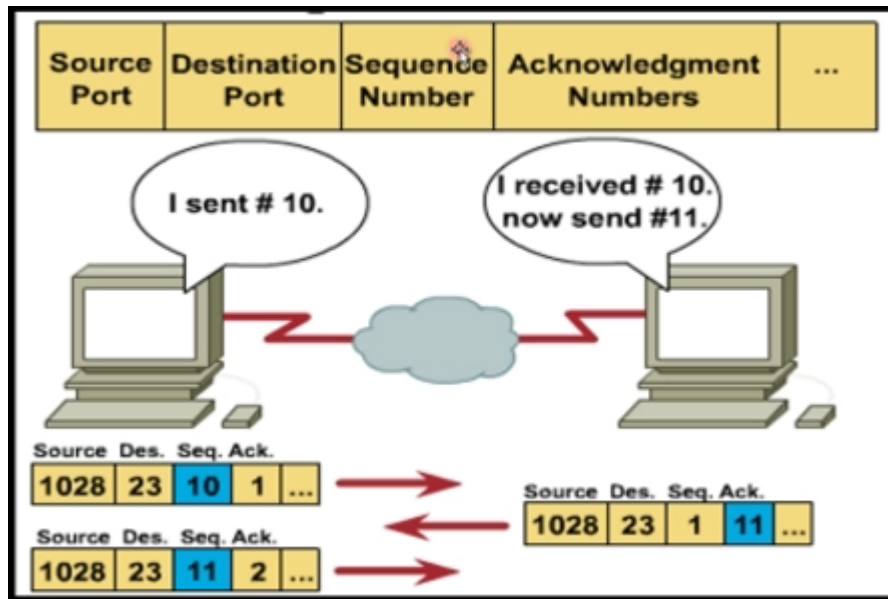 Source Port
Destination Port
Sequence Number
Acknowledgment Numbers
...
I sent # 10.
I received # 10.
now send #11.
Source Des. Seq. Ack.
1028 23 10 1 ...
Source Des. Seq. Ack.
1028 23 1 11 ...
Source Des. Seq. Ack.
1028 23 11 2 ...